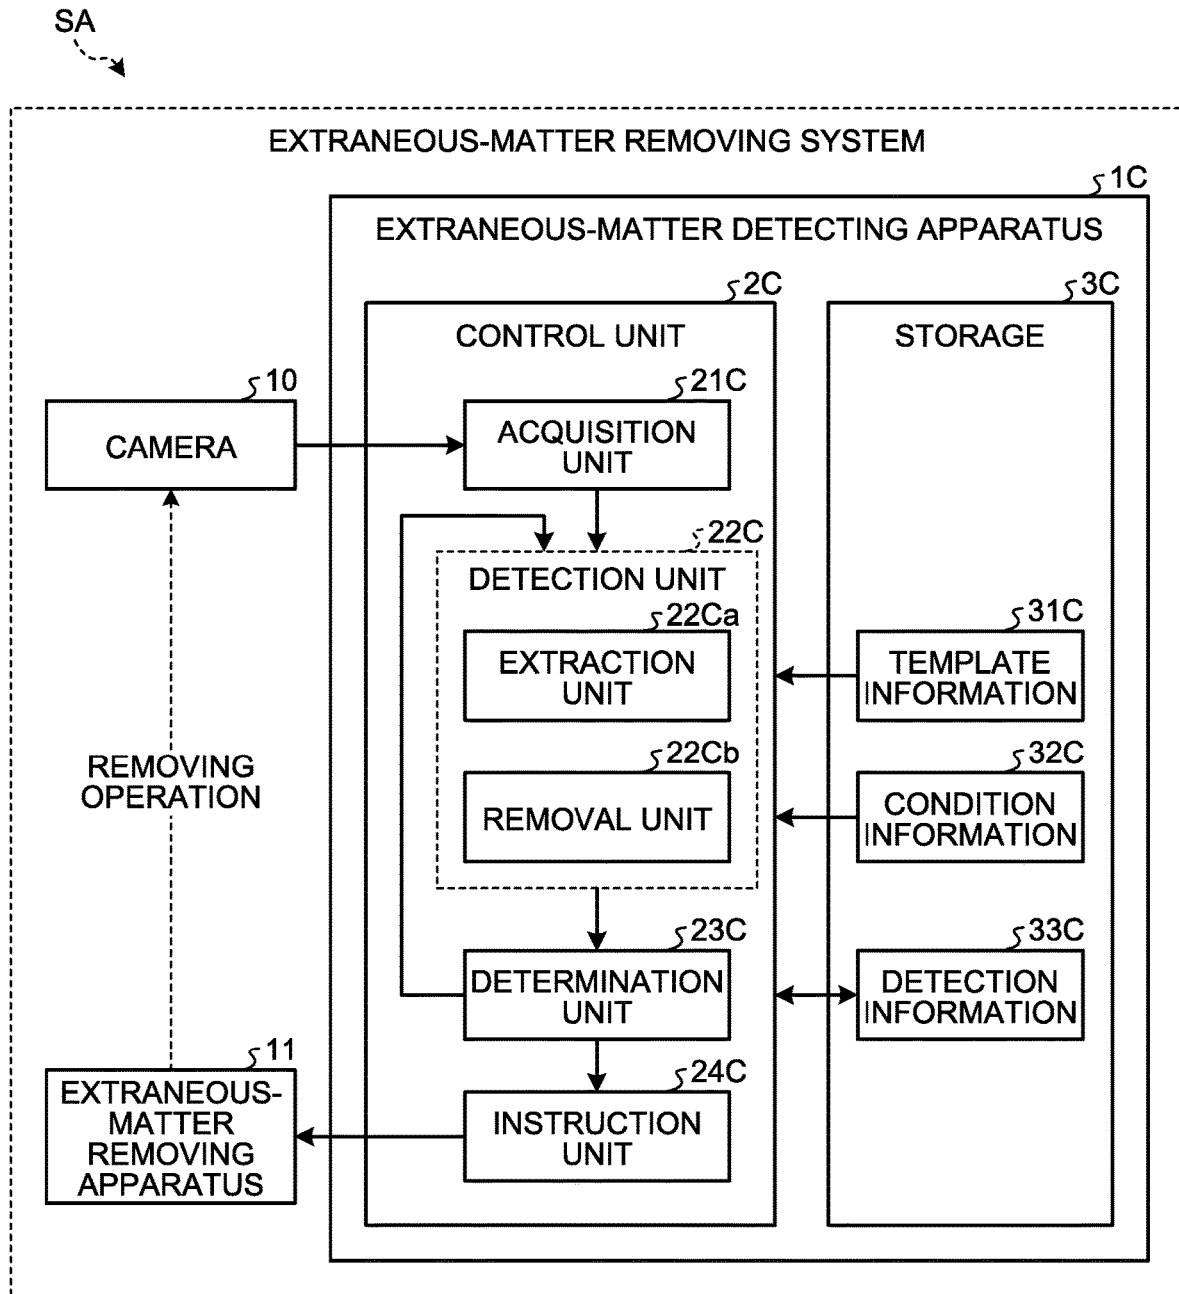 SA
EXTRANEOUS-MATTER REMOVING SYSTEM
1C
EXTRANEOUS-MATTER DETECTING APPARATUS
2C
CONTROL UNIT
3C
STORAGE
10
CAMERA
21C
ACQUISITION
UNIT
22C
DETECTION UNIT
22Ca
EXTRACTION
UNIT
31C
TEMPLATE
INFORMATION
22Cb
REMOVAL UNIT
32C
CONDITION
INFORMATION
REMOVING
OPERATION
23C
DETERMINATION
UNIT
33C
DETECTION
INFORMATION
11
EXTRANEOUS-
MATTER
REMOVING
APPARATUS
24C
INSTRUCTION
UNIT